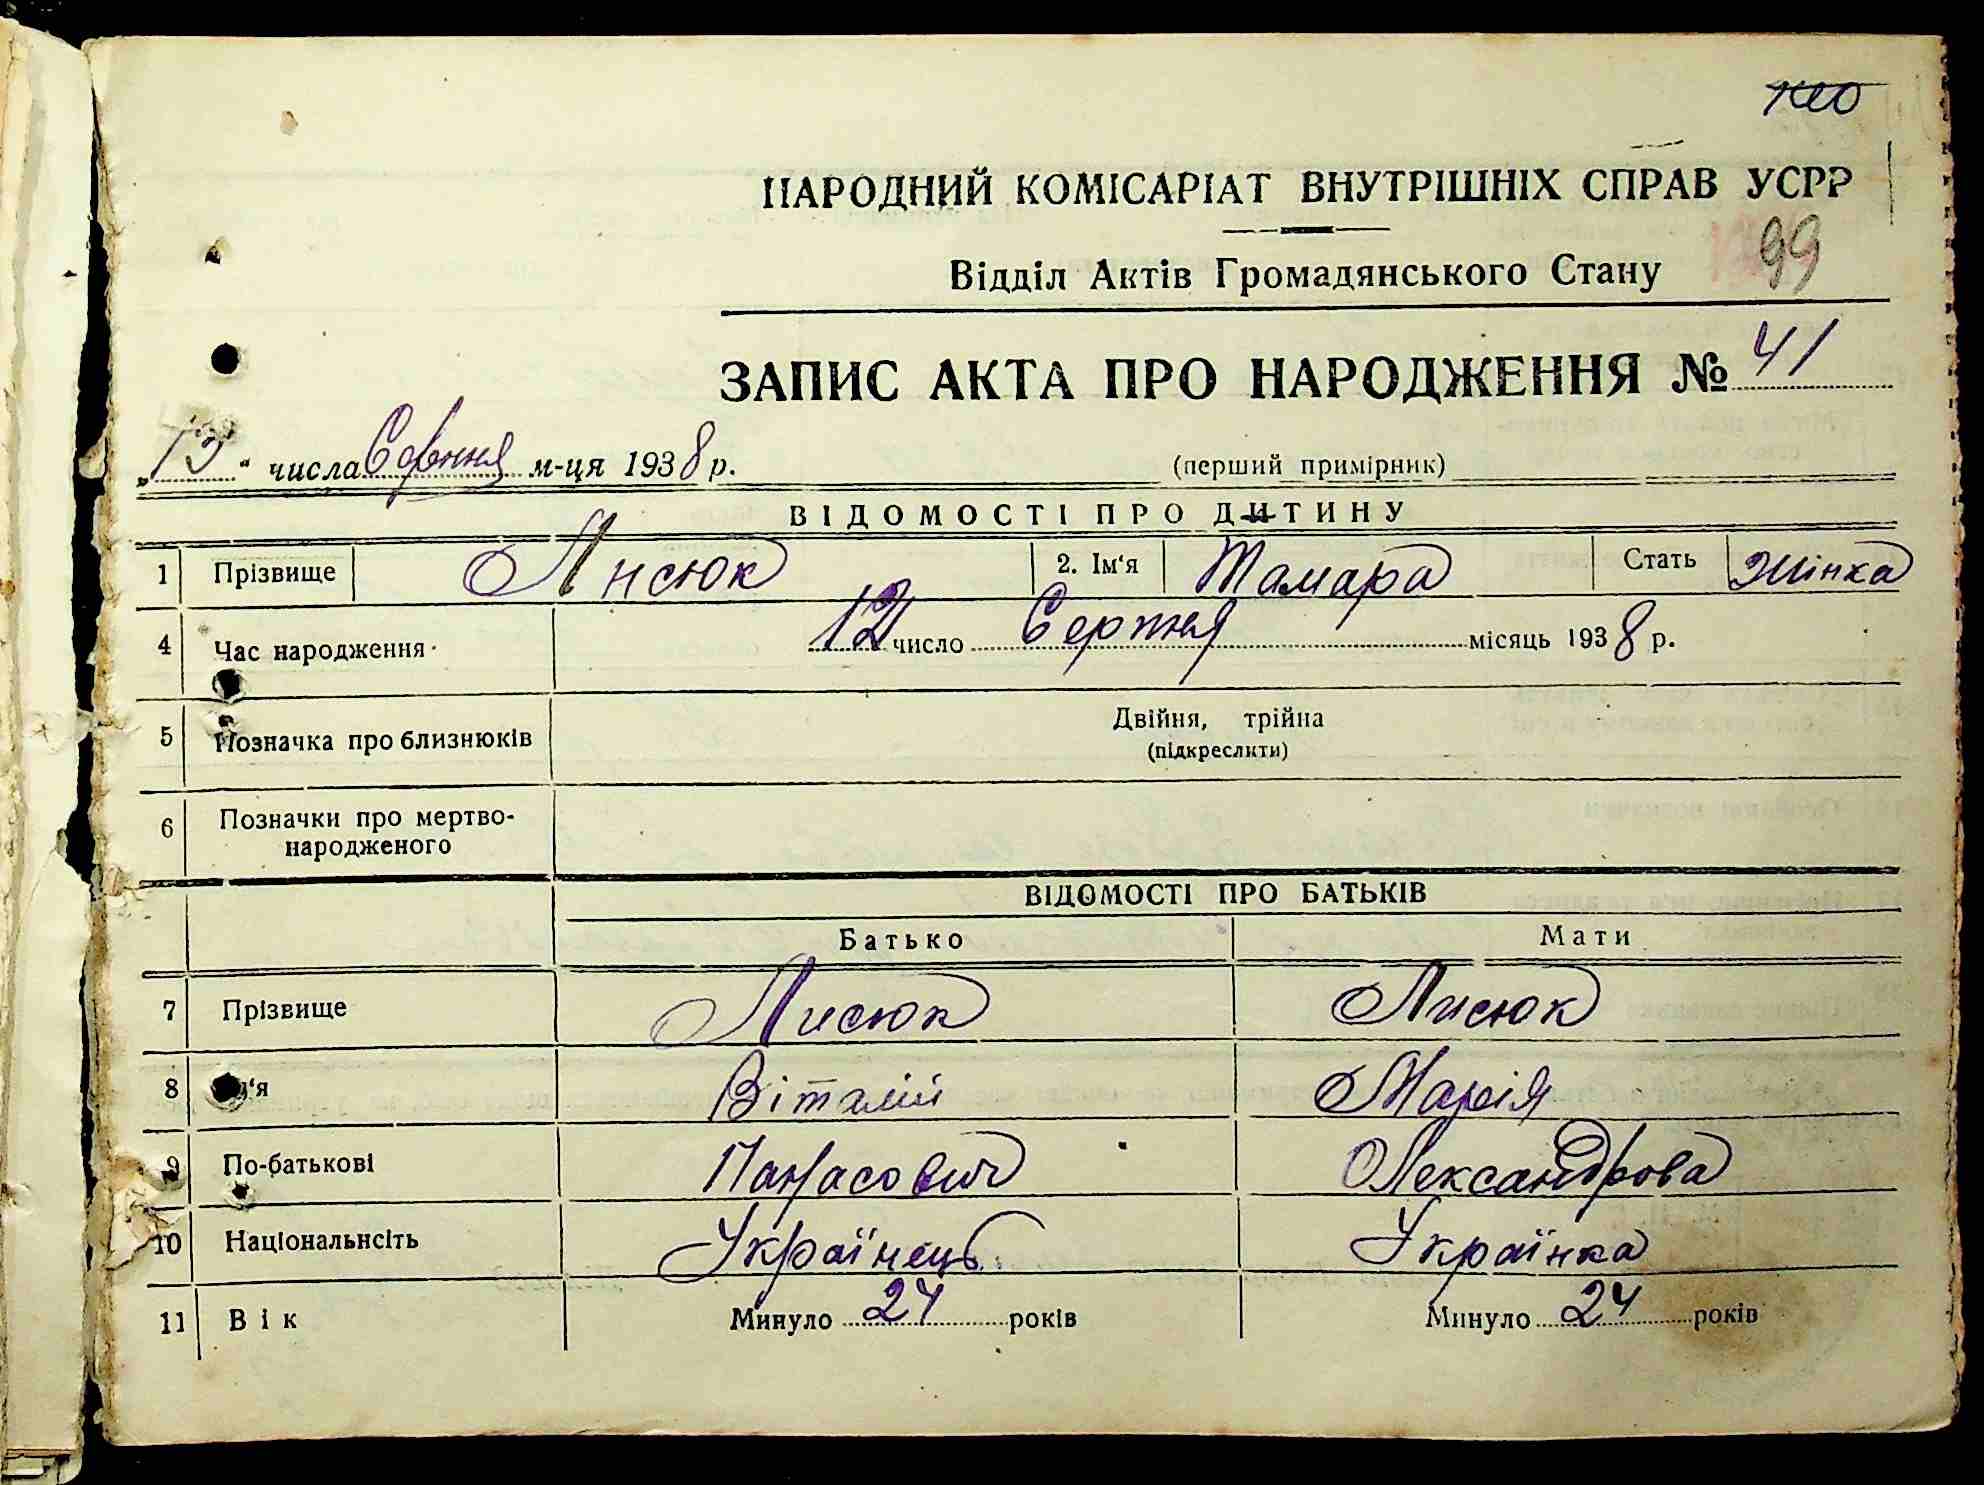 100
НАРОДНИЙ КОМІСАРІАТ ВНУТРІШНІХ СПРАВ УСРР
99
Відділ Актів Громадянського Стану
ЗАПИС АКТА ПРО НАРОДЖЕННЯ № 41
„13“ числа Серпня м-ця 1938 р. (перший примірник)
ВІДОМОСТІ ПРО ДИТИНУ
1 Прізвище Лисюк 2. Ім'я Тамара Стать Жінка
4 Час народження 12 число Серпня місяць 1938 р.
5 Позначка про близнюків Двійня, трійна
(підкреслити)
6 Позначки про мертво-
народженого
ВІДОМОСТІ ПРО БАТЬКІВ
Батько Мати
7 Прізвище Лисюк Лисюк
8 Ім'я Віталій Марія
9 По-батькові Панасович Олександрова
10 Національнсіть Українець Українка
11 Вік Минуло 24 років Минуло 24 років